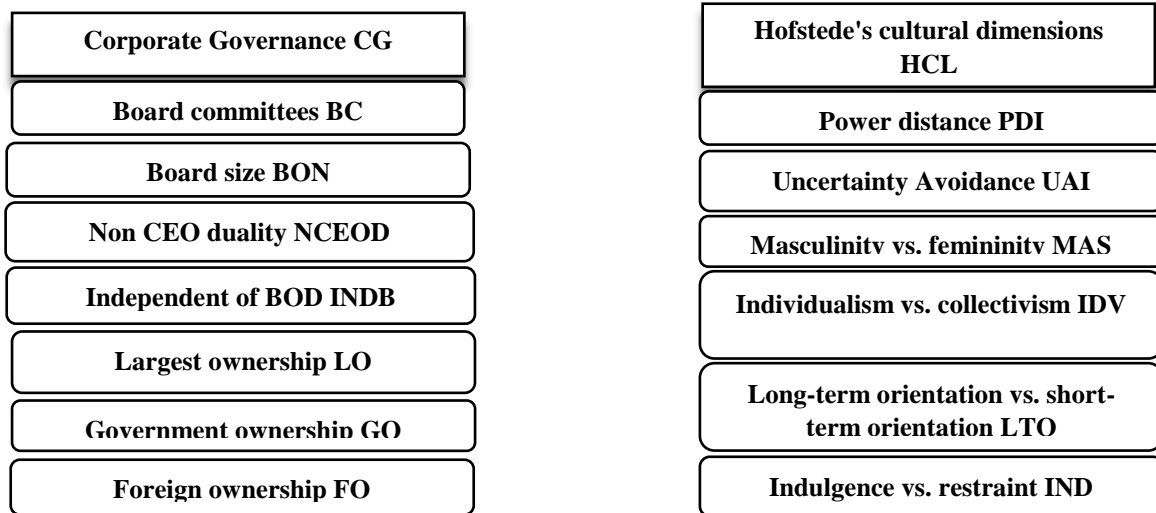 Corporate Governance CG
Board committees BC
Board size BON
Non CEO duality NCEOD
Independent of BOD INDB
Largest ownership LO
Government ownership GO
Foreign ownership FO
Hofstede's cultural dimensions
HCL
Power distance PDI
Uncertainty Avoidance UAI
Masculinity vs. femininity MAS
Individualism vs. collectivism IDV
Long-term orientation vs. short-
term orientation LTO
Indulgence vs. restraint IND